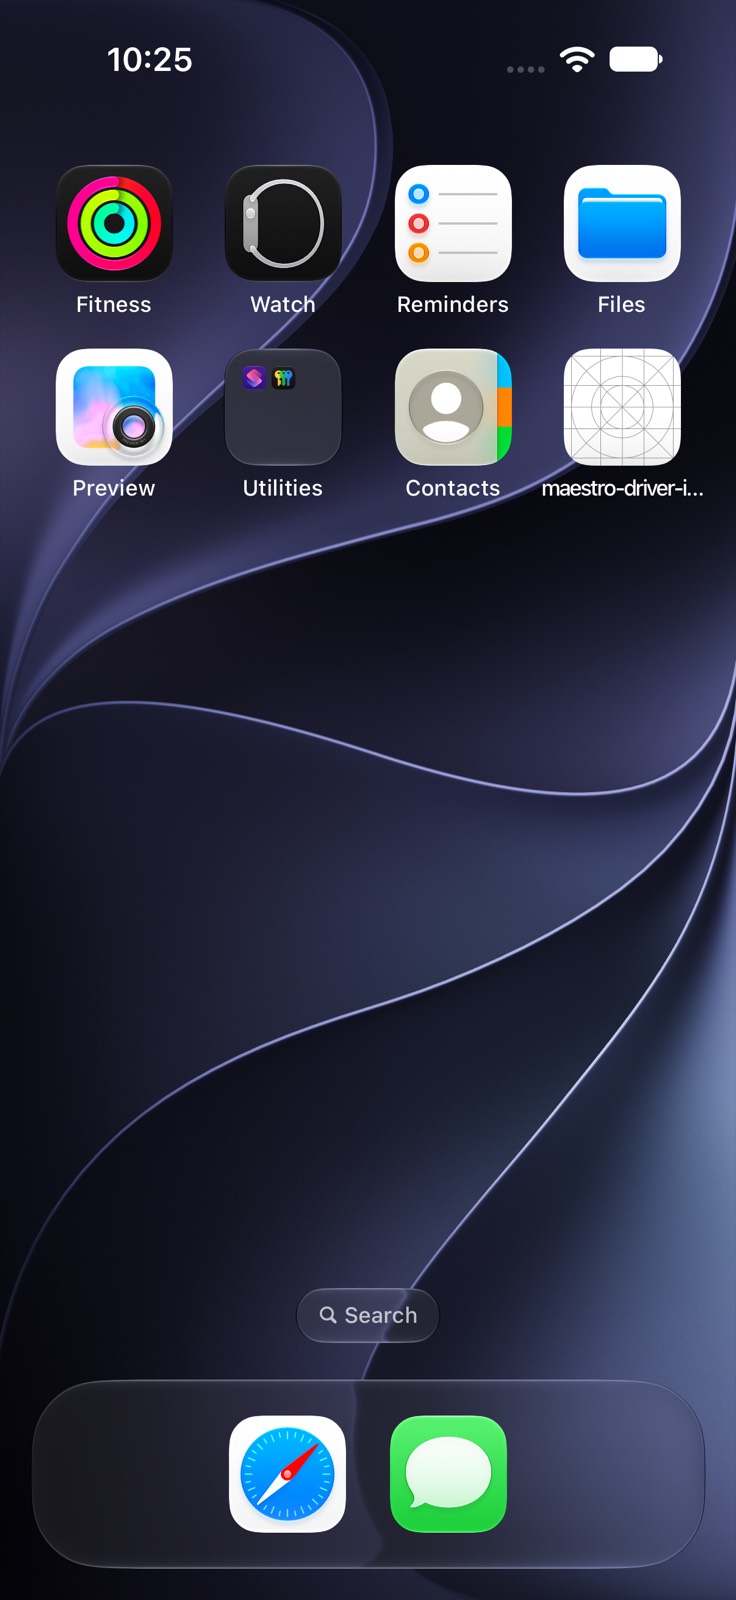 10:25
Fitness
Watch
Reminders
Files
Preview
Utilities
Contacts
maestro-driver-i...
Search